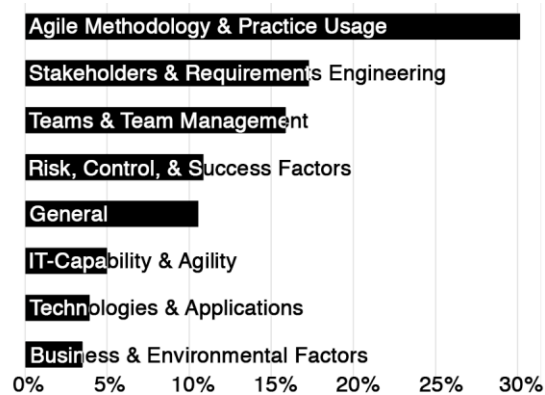 Agile Methodology & Practice Usage
Stakeholders & Requirements Engineering
Teams & Team Management
Risk, Control, & Success Factors
General
IT-Capability & Agility
Technologies & Applications
Business & Environmental Factors
0% 5% 10% 15% 20% 25% 30%